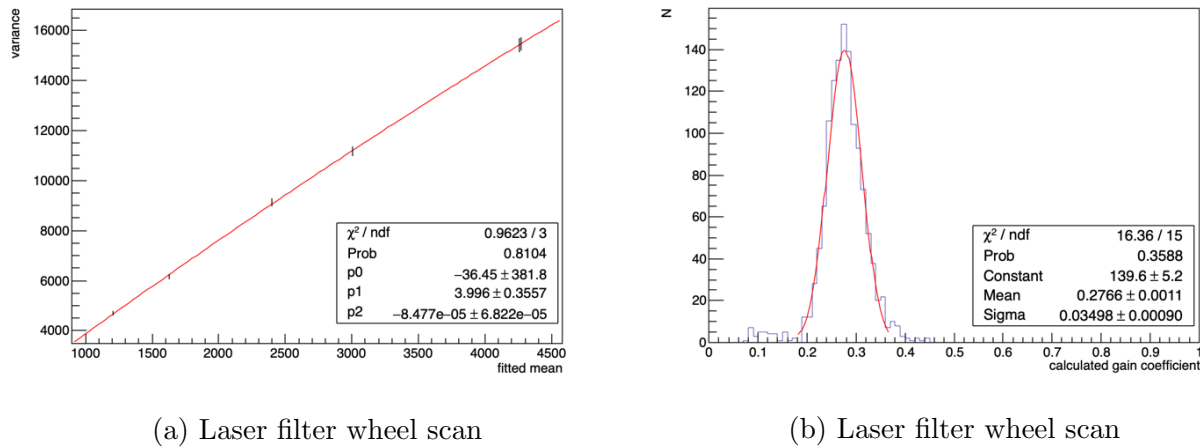 variance
16000
14000
12000
10000
8000
6000
4000
χ² / ndf 0.9623 / 3
Prob 0.8104
p0 −36.45 ± 381.8
p1 3.996 ± 0.3557
p2 −8.477e−05 ± 6.822e−05
1000 1500 2000 2500 3000 3500 4000 4500
fitted mean
(a) Laser filter wheel scan
N
140
120
100
80
60
40
20
0
χ² / ndf 16.36 / 15
Prob 0.3588
Constant 139.6 ± 5.2
Mean 0.2766 ± 0.0011
Sigma 0.03498 ± 0.00090
0 0.1 0.2 0.3 0.4 0.5 0.6 0.7 0.8 0.9 1
calculated gain coefficient
(b) Laser filter wheel scan